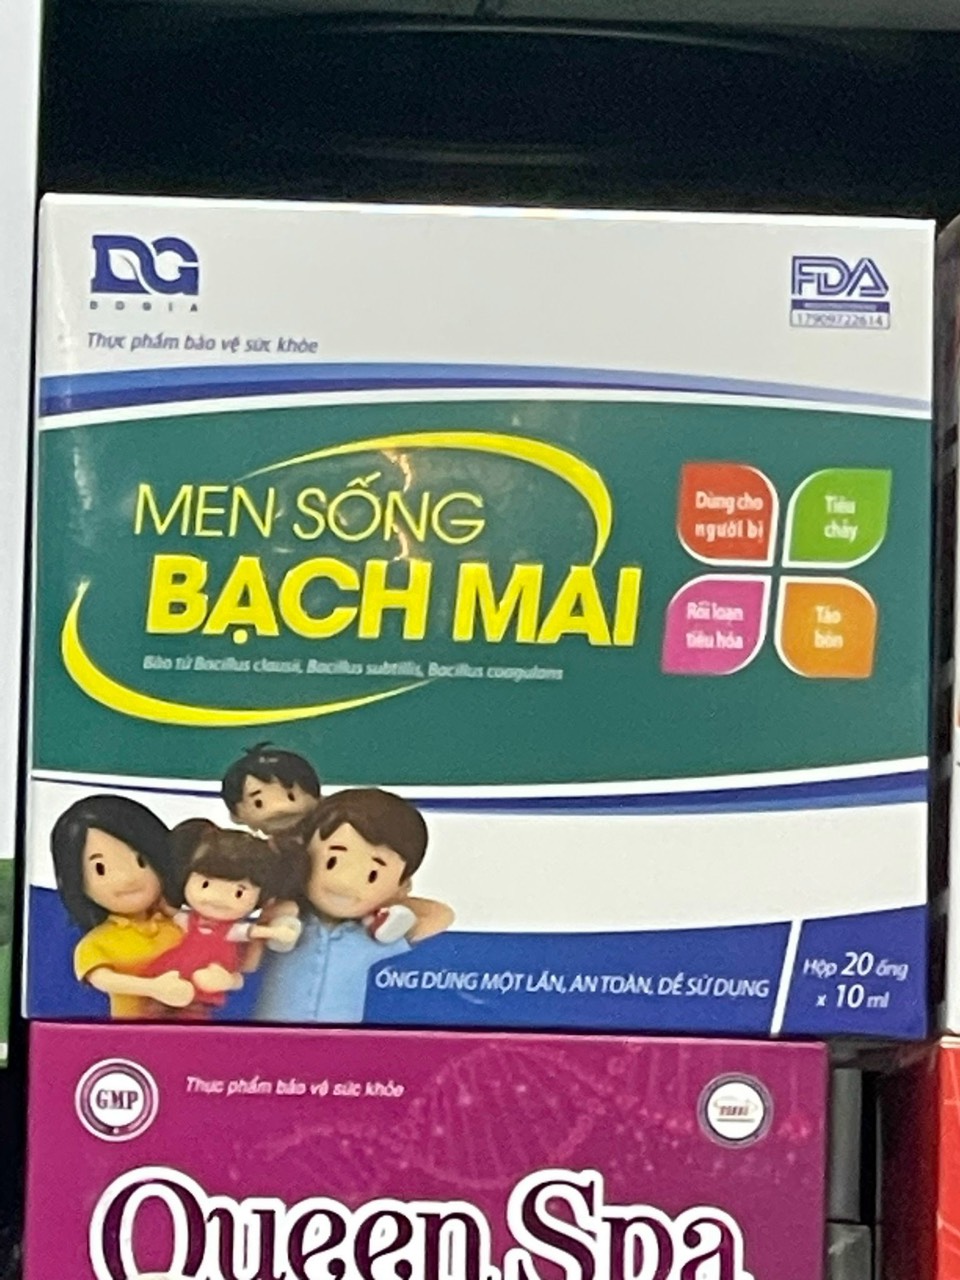 DG
DOGIA
FDA
17909722614
Thực phẩm bảo vệ sức khỏe
MEN SỐNG
BẠCH MAI
Bào tử Bacillus clausii, Bacillus subtillis, Bacillus coagulans
Dùng cho
người bị
Tiêu
chảy
Rối loạn
tiêu hóa
Táo
bón
ỐNG DÙNG MỘT LẦN, AN TOÀN, DỄ SỬ DỤNG
Hộp 20 ống
x 10 ml
GMP
Thực phẩm bảo vệ sức khỏe
Queen Spa